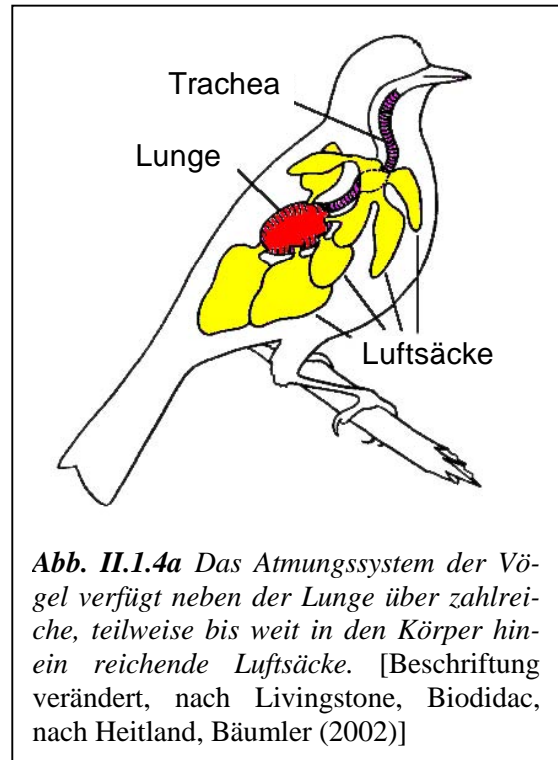 Trachea
Lunge
Luftsäcke
Abb. II.1.4a Das Atmungssystem der Vö-
gel verfügt neben der Lunge über zahlrei-
che, teilweise bis weit in den Körper hin-
ein reichende Luftsäcke. [Beschriftung
verändert, nach Livingstone, Biodidac,
nach Heitland, Bäumler (2002)]